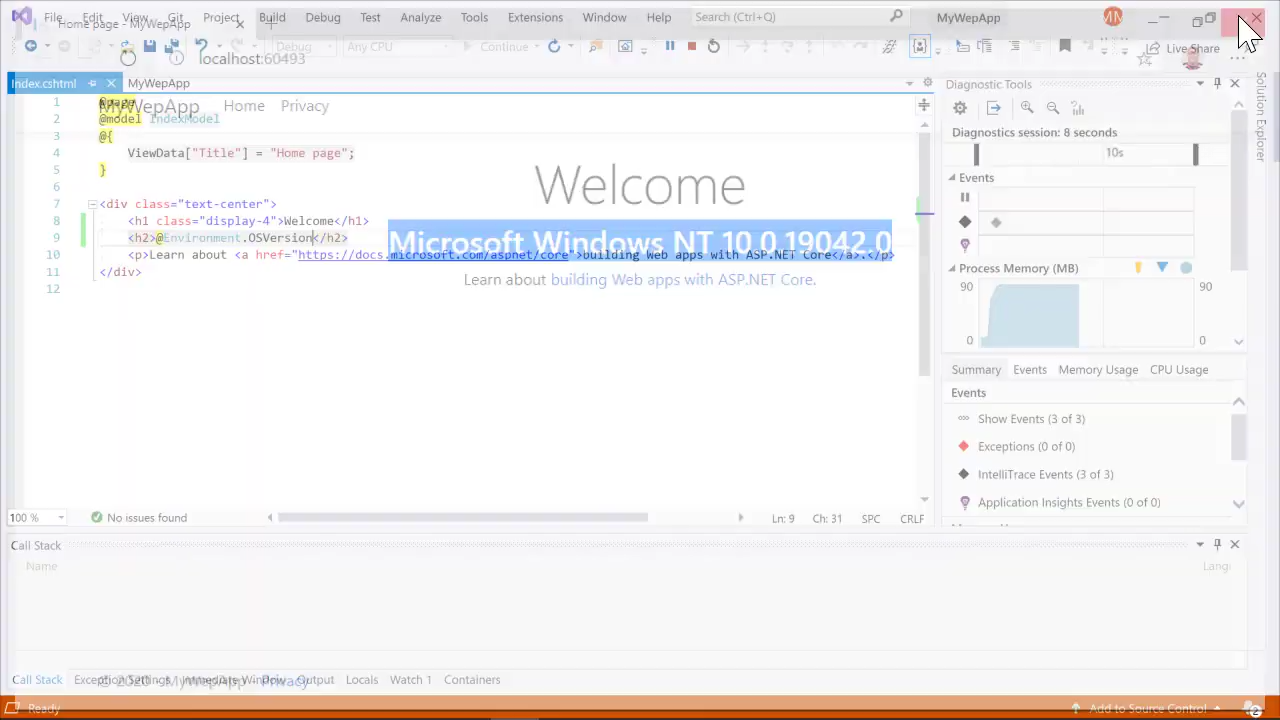 File Edit View Git Project Build Debug Test Analyze Tools Extensions Window Help Search (Ctrl+Q) MyWepApp MM
Home page - MyWepApp
Debug Any CPU Continue Live Share
localhost:60493
Index.cshtml MyWepApp
MyWepApp Home Privacy
1 @page
2 @model IndexModel
3 @{
4 ViewData["Title"] = "Home page";
5 }
6
7 <div class="text-center">
8 <h1 class="display-4">Welcome</h1>
9 <h2>@Environment.OSVersion</h2>
10 <p>Learn about <a href="https://docs.microsoft.com/aspnet/core">building Web apps with ASP.NET Core</a>.</p>
11 </div>
12
Welcome
Microsoft Windows NT 10.0.19042.0
Learn about building Web apps with ASP.NET Core.
100 % No issues found Ln: 9 Ch: 31 SPC CRLF
Diagnostic Tools
Diagnostics session: 8 seconds
10s
Events
Process Memory (MB)
90 90
0 0
Summary Events Memory Usage CPU Usage
Events
Show Events (3 of 3)
Exceptions (0 of 0)
IntelliTrace Events (3 of 3)
Application Insights Events (0 of 0)
Solution Explorer
Call Stack
Name Lang
Call Stack Exception Settings Immediate Window Output Locals Watch 1 Containers
© 2020 - MyWepApp - Privacy
Ready Add to Source Control 2